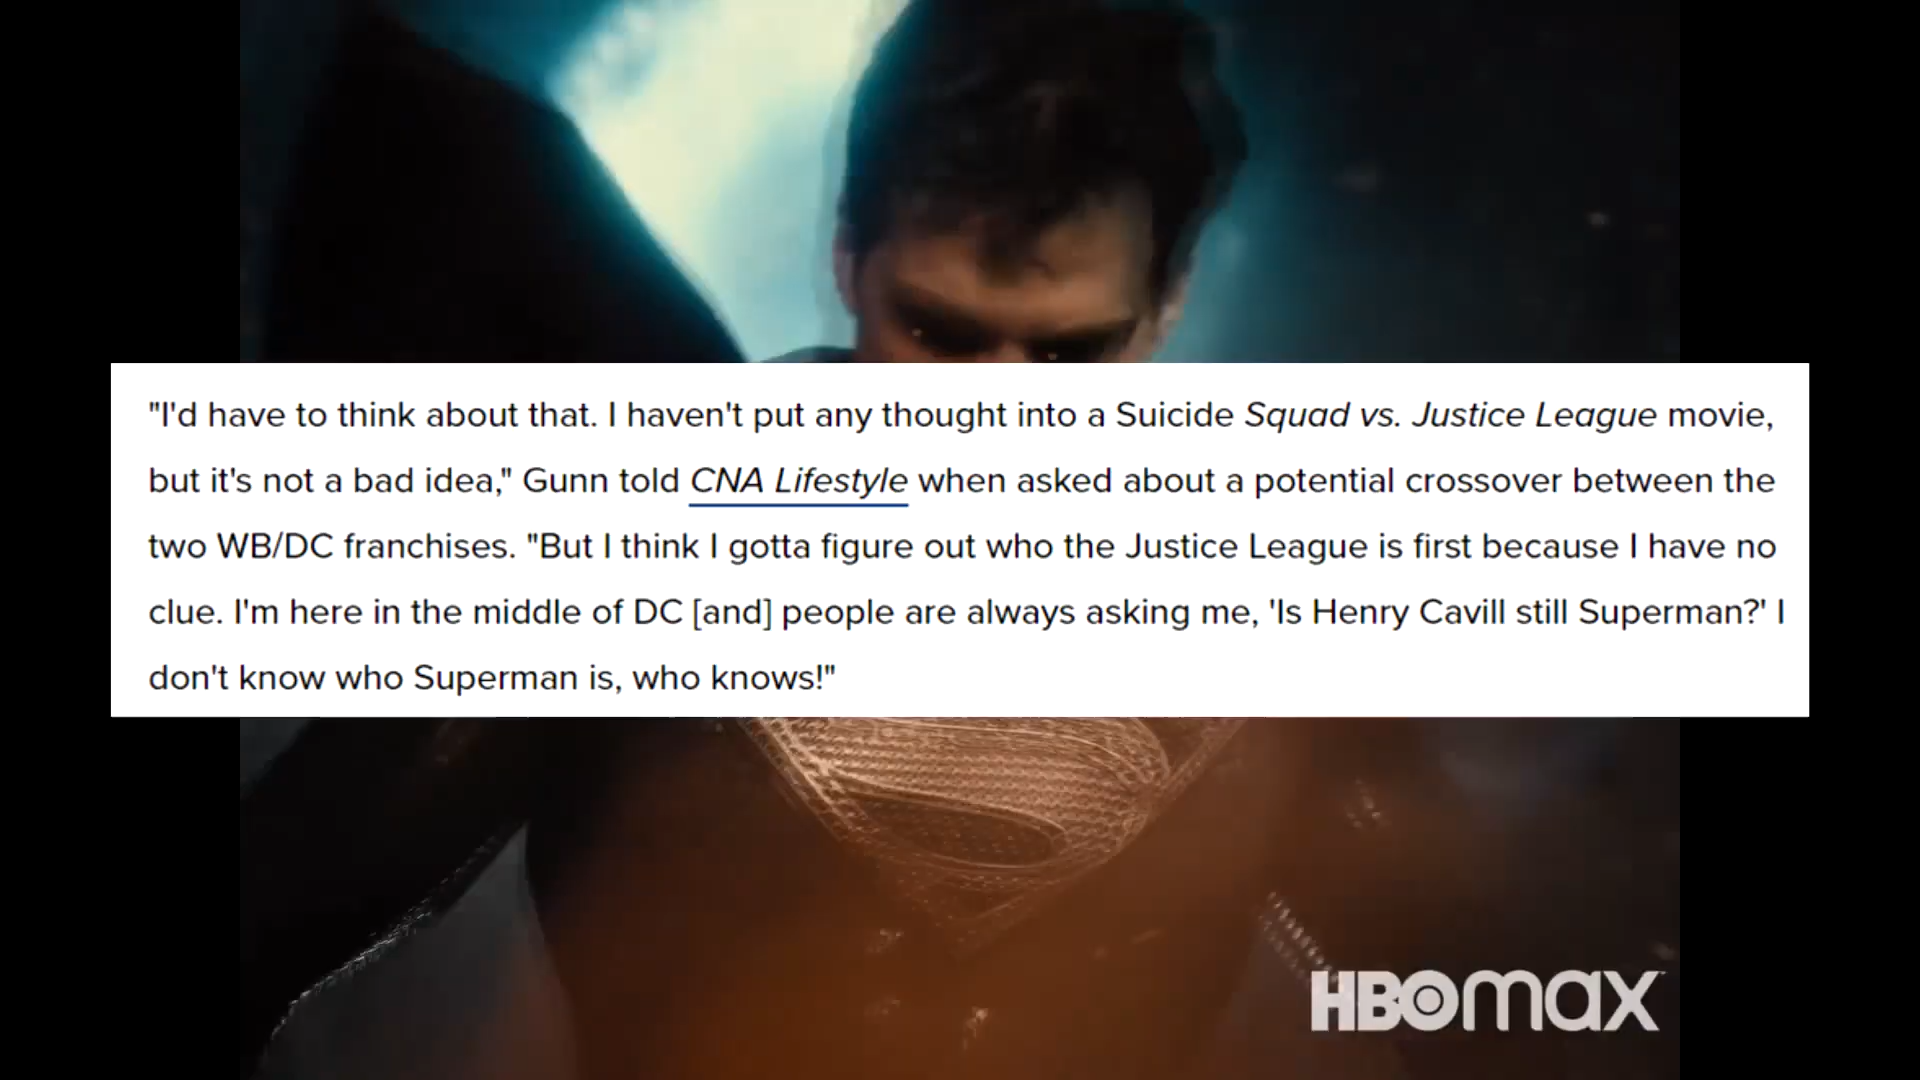 "I'd have to think about that. I haven't put any thought into a Suicide Squad vs. Justice League movie,
but it's not a bad idea," Gunn told CNA Lifestyle when asked about a potential crossover between the
two WB/DC franchises. "But I think I gotta figure out who the Justice League is first because I have no
clue. I'm here in the middle of DC [and] people are always asking me, 'Is Henry Cavill still Superman?' I
don't know who Superman is, who knows!"
HBOmax